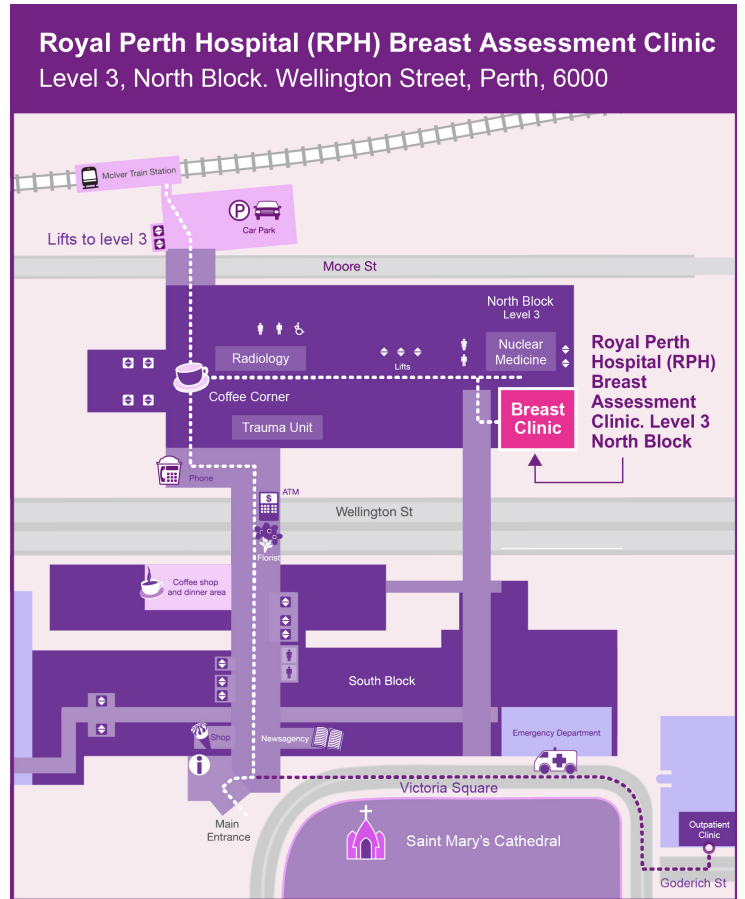 Royal Perth Hospital (RPH) Breast Assessment Clinic
Level 3, North Block. Wellington Street, Perth, 6000
McIver Train Station
P
Car Park
Lifts to level 3
Moore St
North Block
Level 3
Radiology
Lifts
Nuclear
Medicine
Royal Perth
Hospital (RPH)
Breast
Assessment
Clinic. Level 3
North Block
Coffee Corner
Breast
Clinic
Trauma Unit
Phone
$
ATM
Wellington St
Florist
Coffee shop
and dinner area
South Block
Shop
Newsagency
Emergency Department
i
Victoria Square
Main
Entrance
Saint Mary's Cathedral
Outpatient
Clinic
Goderich St